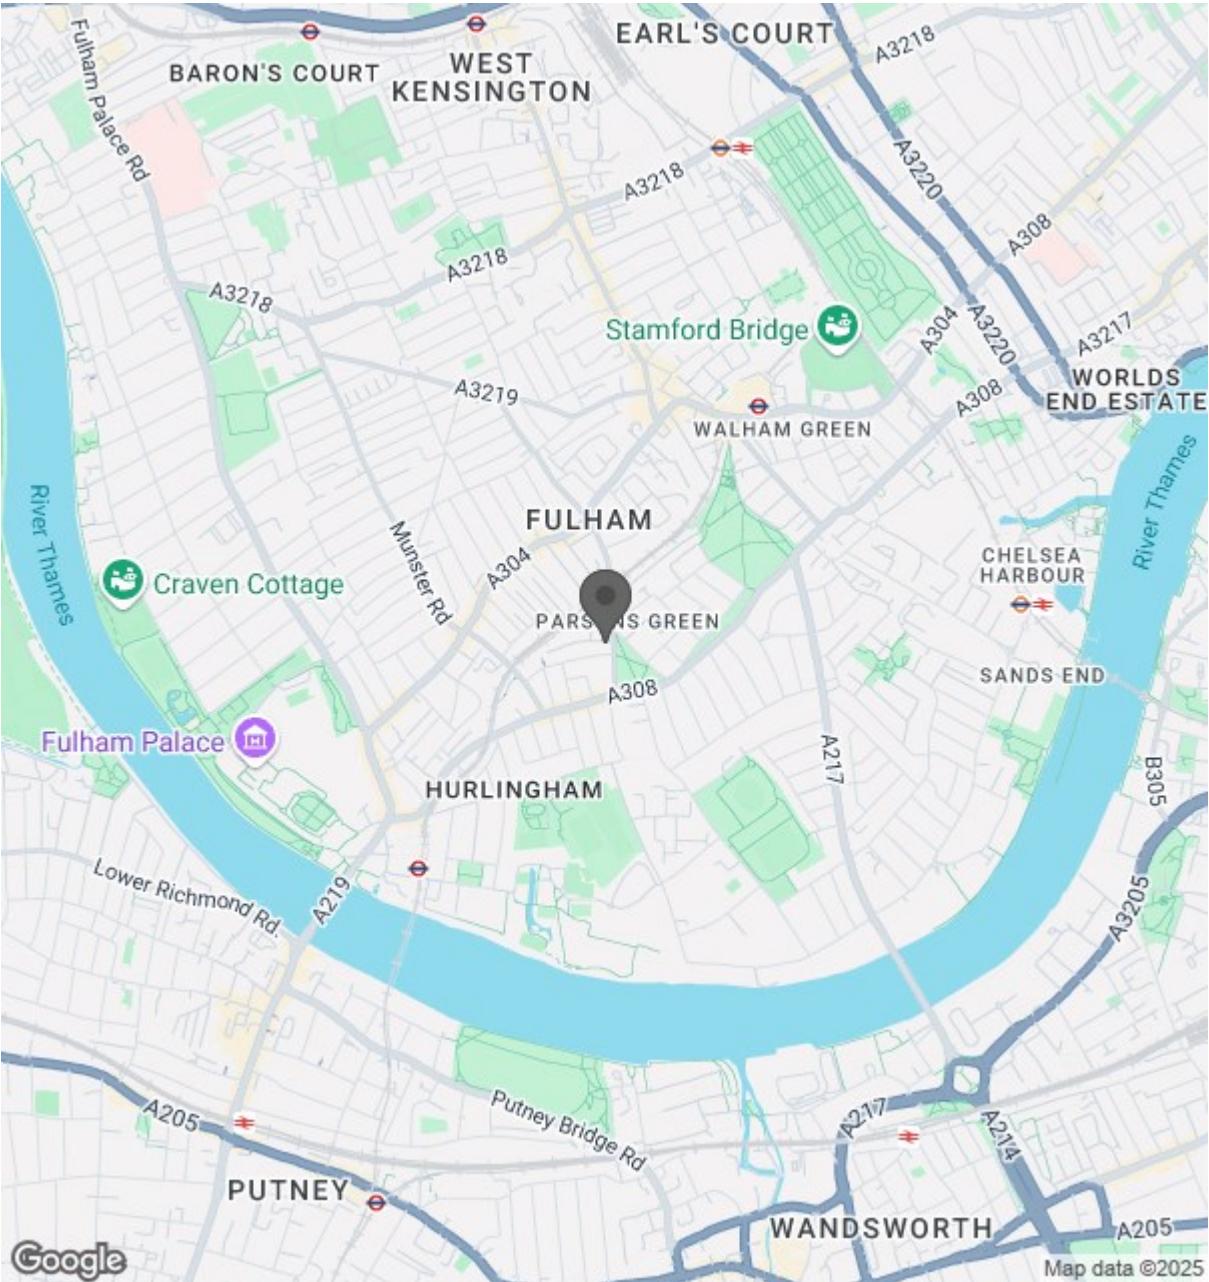 EARL'S COURT
A3218
Fulham Palace Rd
BARON'S COURT
WEST
KENSINGTON
A3218
A3220
A308
A3218
A3218
Stamford Bridge
A304
A3220
A3217
WORLDS
END ESTATE
A3219
A308
WALHAM GREEN
River Thames
River Thames
FULHAM
Munster Rd
A304
CHELSEA
HARBOUR
Craven Cottage
PARSONS GREEN
SANDS END
A308
Fulham Palace
A217
B305
HURLINGHAM
Lower Richmond Rd.
A219
A3205
A205
Putney Bridge Rd
A217
A214
PUTNEY
WANDSWORTH
A205
Google
Map data ©2025